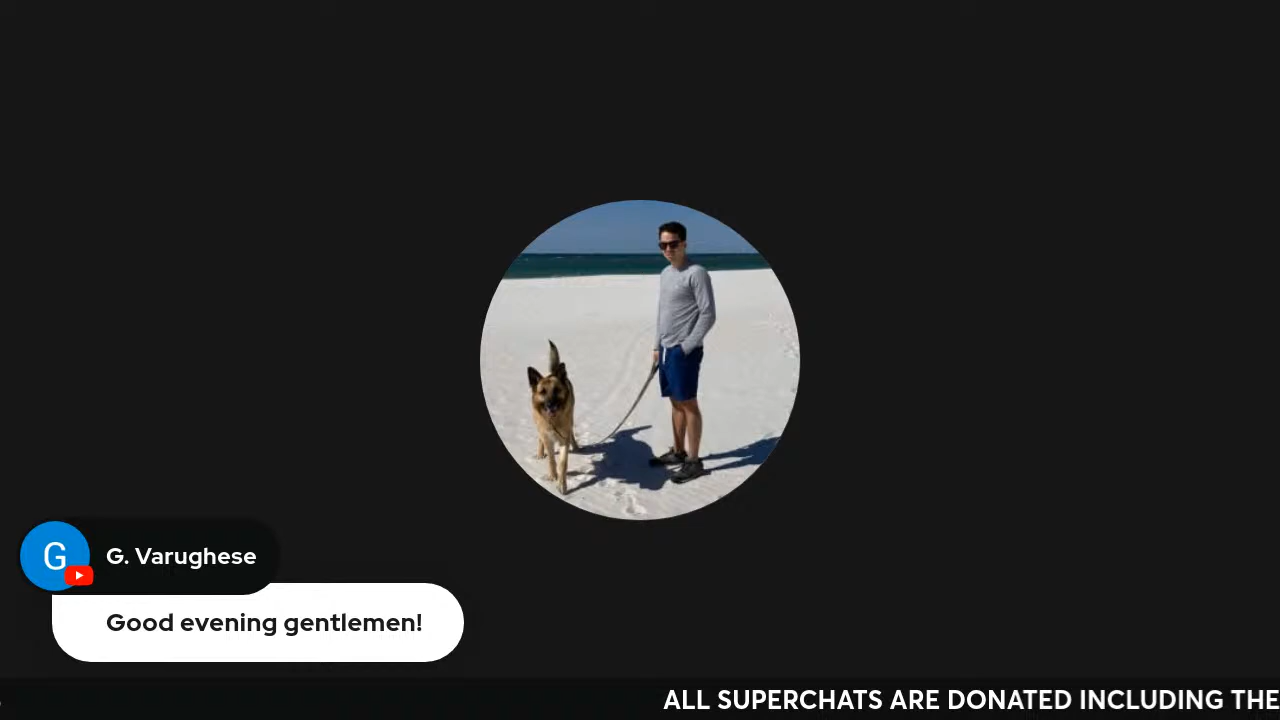 G
G. Varughese
Good evening gentlemen!
ALL SUPERCHATS ARE DONATED INCLUDING THE